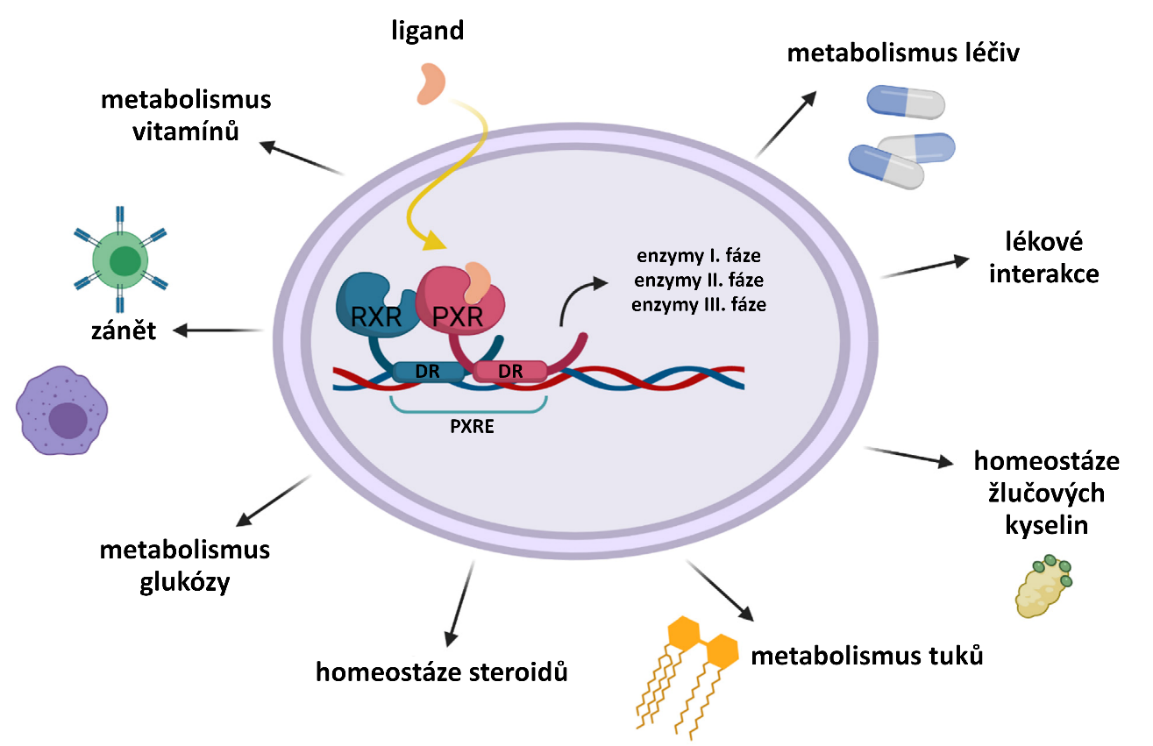 ligand
metabolismus léčiv
metabolismus
vitamínů
lékové
interakce
enzymy I. fáze
enzymy II. fáze
enzymy III. fáze
RXR
PXR
zánět
DR
DR
PXRE
homeostáze
žlučových
kyselin
metabolismus
glukózy
homeostáze steroidů
metabolismus tuků